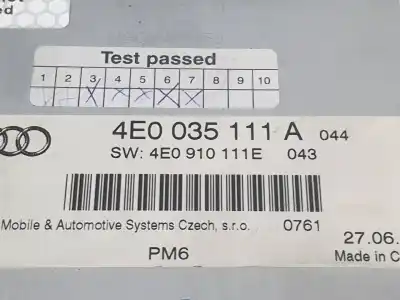 ed
Test passed
1 2 3 4 5 6 7 8 9 10
X X X X X
4E0 035 111 A 044
SW: 4E0 910 111E 043
Mobile & Automotive Systems Czech, s.r.o. 0761
PM6
27.06.
Made in C